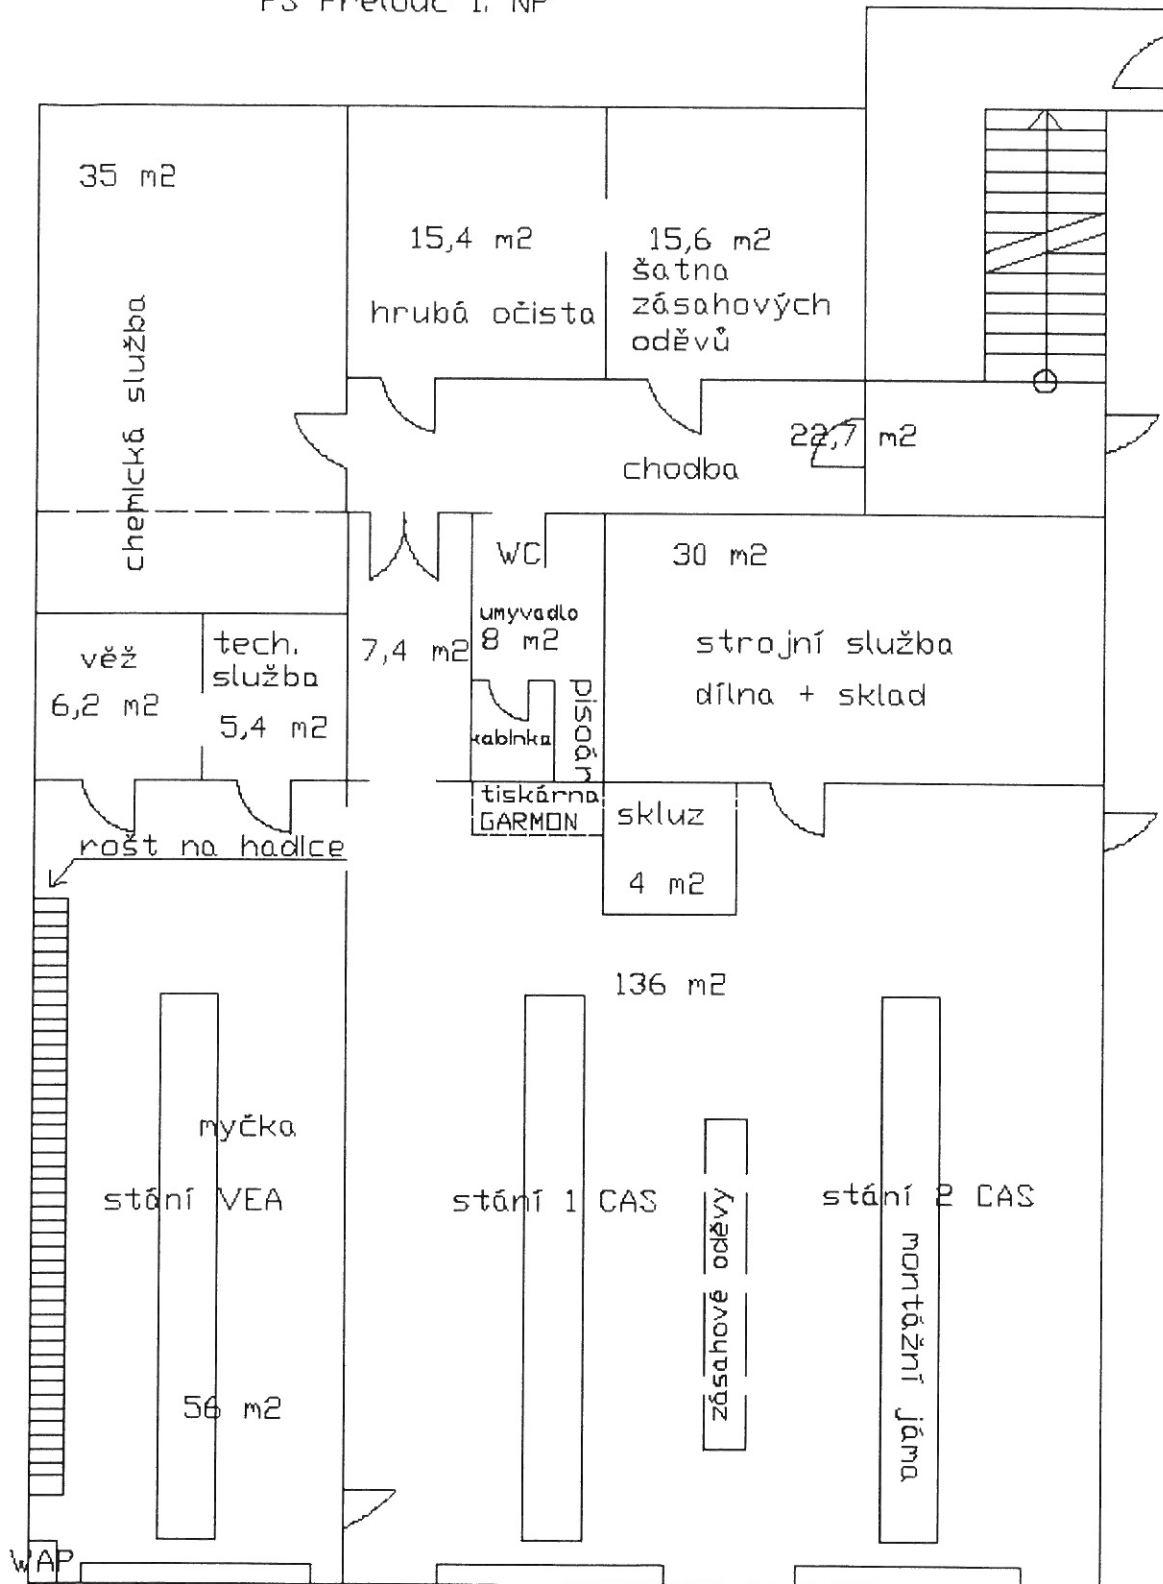 PS Přelouč 1. NP
35 m2
15,4 m2
15,6 m2
šatna
zásahových
oděvů
hrubá očista
chemická služba
22,7 m2
chodba
WC
30 m2
umyvadlo
8 m2
věž
6,2 m2
tech.
služba
5,4 m2
7,4 m2
strojní služba
dílna + sklad
pisoár
kabinka
tiskárna
GARMON
skluz
4 m2
rošt na hadice
136 m2
myčka
stání VEA
stání 1 CAS
stání 2 CAS
zásahové oděvy
montážní jáma
56 m2
WAP